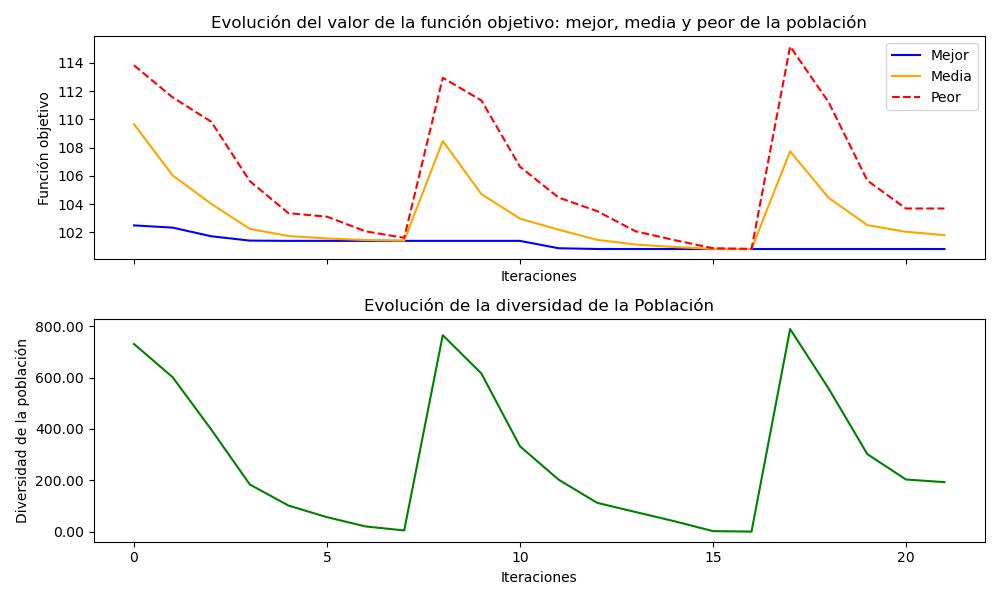 Evolución del valor de la función objetivo: mejor, media y peor de la población
Función objetivo
114
112
110
108
106
104
102
Mejor
Media
Peor
Iteraciones
Evolución de la diversidad de la Población
Diversidad de la población
800.00
600.00
400.00
200.00
0.00
0 5 10 15 20
Iteraciones